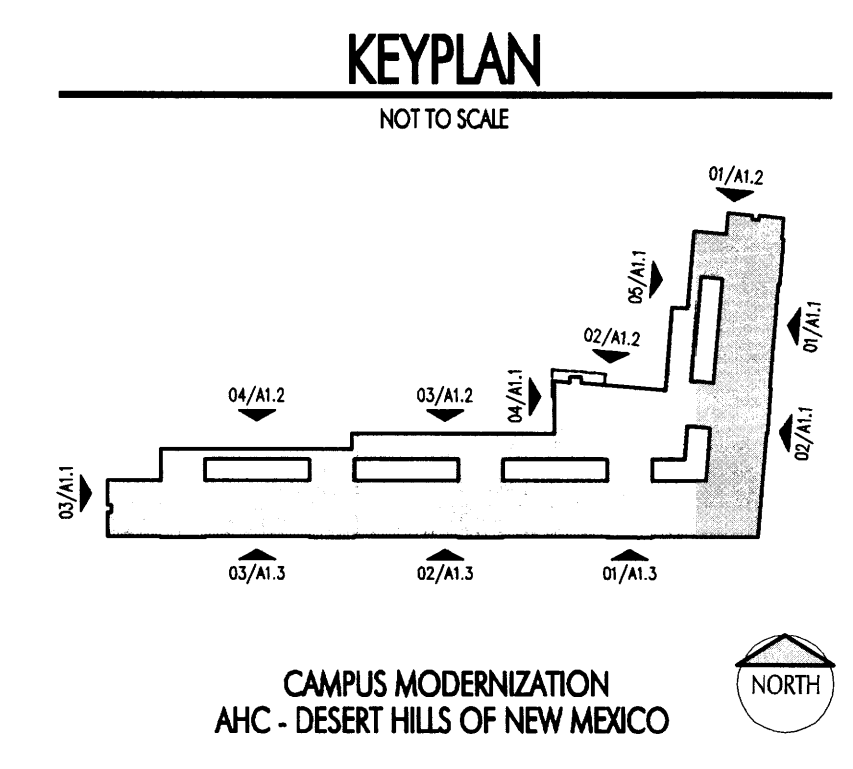 KEYPLAN
NOT TO SCALE
01/A1.2
05/A1.1
01/A1.1
02/A1.2
04/A1.2
03/A1.2
04/A1.1
02/A1.1
03/A1.1
03/A1.3
02/A1.3
01/A1.3
CAMPUS MODERNIZATION
AHC - DESERT HILLS OF NEW MEXICO
NORTH